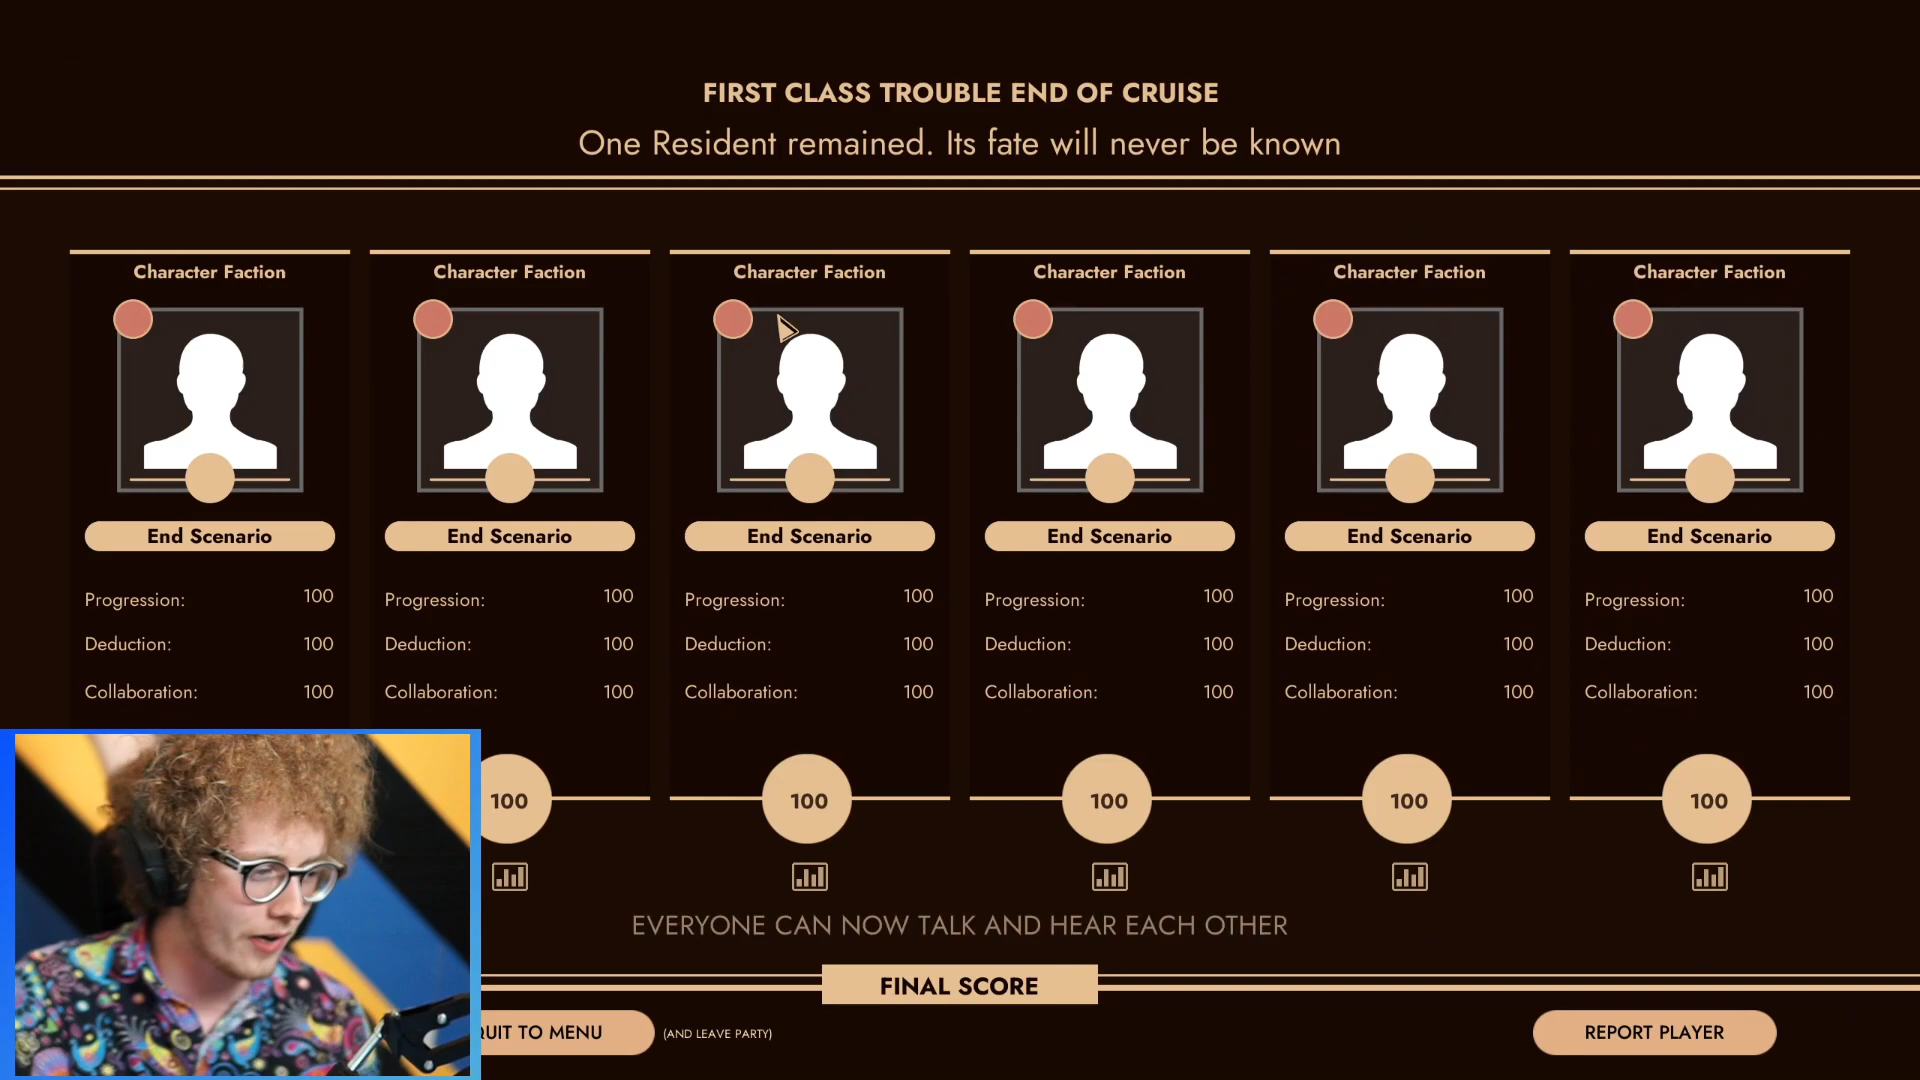 FIRST CLASS TROUBLE END OF CRUISE
One Resident remained. Its fate will never be known
Character Faction Character Faction Character Faction Character Faction Character Faction Character Faction
End Scenario End Scenario End Scenario End Scenario End Scenario End Scenario
Progression: 100 Progression: 100 Progression: 100 Progression: 100 Progression: 100 Progression: 100
Deduction: 100 Deduction: 100 Deduction: 100 Deduction: 100 Deduction: 100 Deduction: 100
Collaboration: 100 Collaboration: 100 Collaboration: 100 Collaboration: 100 Collaboration: 100 Collaboration: 100
100 100 100 100 100
EVERYONE CAN NOW TALK AND HEAR EACH OTHER
FINAL SCORE
QUIT TO MENU (AND LEAVE PARTY) REPORT PLAYER